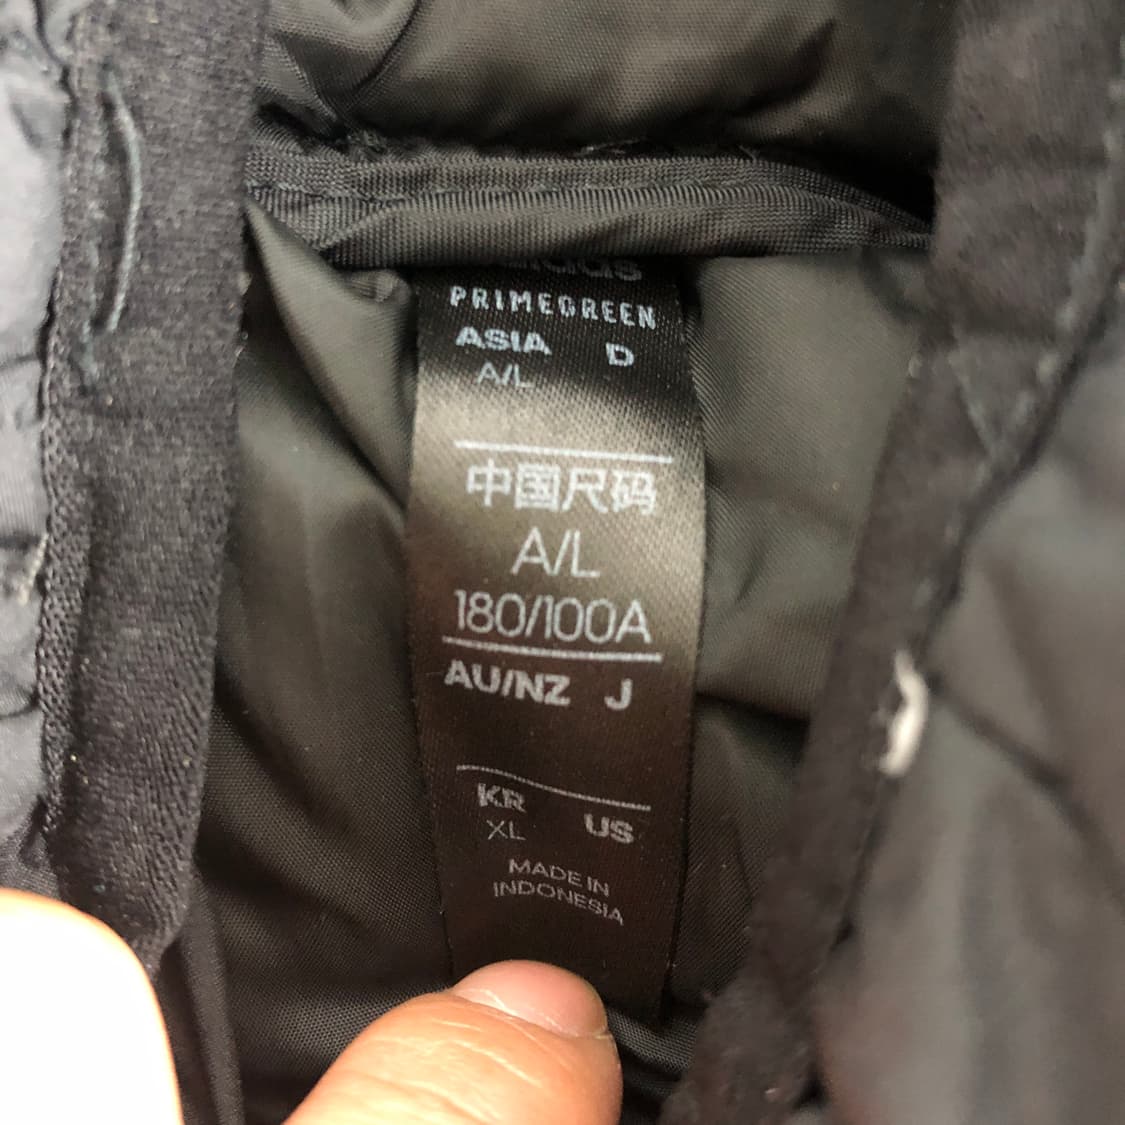 PRIMEGREEN
ASIA D
A/L
中国尺码
A/L
180/100A
AU/NZ J
KR US
XL
MADE IN
INDONESIA